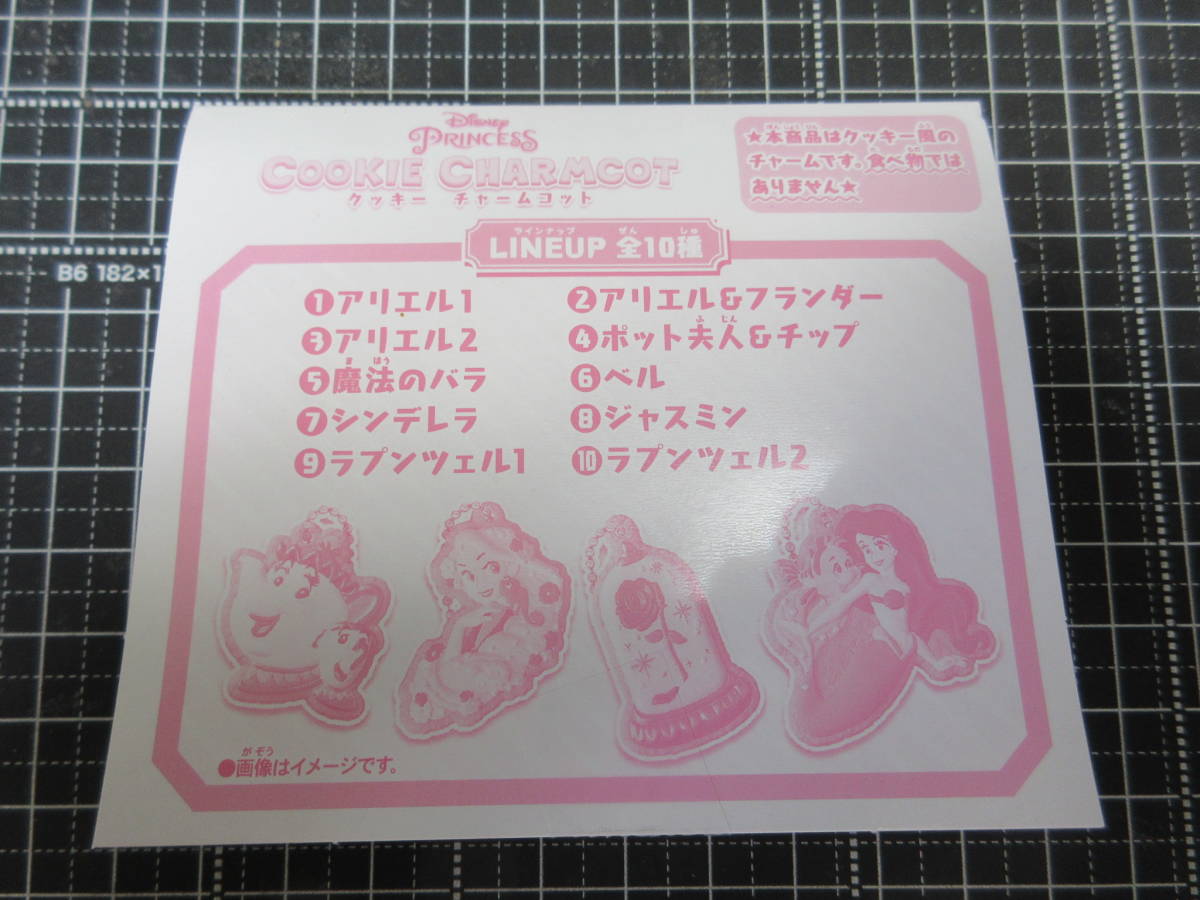 Disney
PRINCESS
COOKIE CHARMCOT
クッキー チャームコット
★本商品はクッキー風の
チャームです。食べ物では
ありません★
LINEUP 全10種
❶アリエル1
❷アリエル&フランダー
❸アリエル2
❹ポット夫人&チップ
❺魔法のバラ
❻ベル
❼シンデレラ
❽ジャスミン
❾ラプンツェル1
❿ラプンツェル2
●画像はイメージです。
B6 182×1